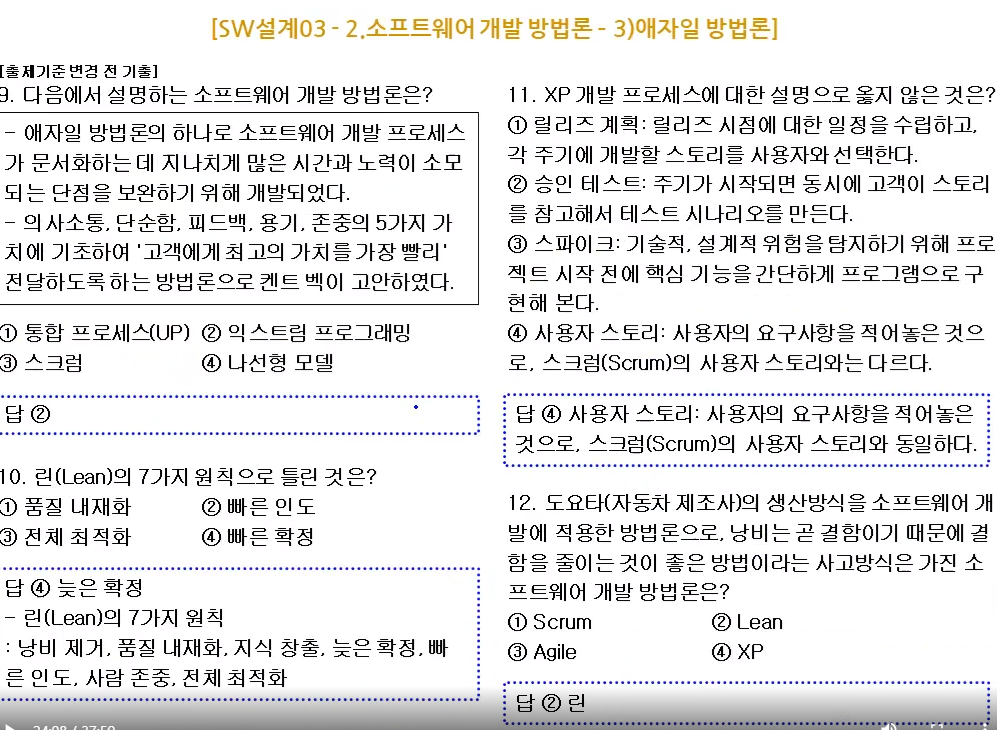 [SW설계03 - 2.소프트웨어 개발 방법론 - 3)애자일 방법론]
[출제기준 변경 전 기출]
9. 다음에서 설명하는 소프트웨어 개발 방법론은?
- 애자일 방법론의 하나로 소프트웨어 개발 프로세스
가 문서화하는 데 지나치게 많은 시간과 노력이 소모
되는 단점을 보완하기 위해 개발되었다.
- 의사소통, 단순함, 피드백, 용기, 존중의 5가지 가
치에 기초하여 '고객에게 최고의 가치를 가장 빨리'
전달하도록 하는 방법론으로 켄트 벡이 고안하였다.
① 통합 프로세스(UP) ② 익스트림 프로그래밍
③ 스크럼 ④ 나선형 모델
답 ②
10. 린(Lean)의 7가지 원칙으로 틀린 것은?
① 품질 내재화 ② 빠른 인도
③ 전체 최적화 ④ 빠른 확정
답 ④ 늦은 확정
- 린(Lean)의 7가지 원칙
: 낭비 제거, 품질 내재화, 지식 창출, 늦은 확정, 빠
른 인도, 사람 존중, 전체 최적화
11. XP 개발 프로세스에 대한 설명으로 옳지 않은 것은?
① 릴리즈 계획: 릴리즈 시점에 대한 일정을 수립하고,
각 주기에 개발할 스토리를 사용자와 선택한다.
② 승인 테스트: 주기가 시작되면 동시에 고객이 스토리
를 참고해서 테스트 시나리오를 만든다.
③ 스파이크: 기술적, 설계적 위험을 탐지하기 위해 프로
젝트 시작 전에 핵심 기능을 간단하게 프로그램으로 구
현해 본다.
④ 사용자 스토리: 사용자의 요구사항을 적어놓은 것으
로, 스크럼(Scrum)의 사용자 스토리와는 다르다.
답 ④ 사용자 스토리: 사용자의 요구사항을 적어놓은
것으로, 스크럼(Scrum)의 사용자 스토리와 동일하다.
12. 도요타(자동차 제조사)의 생산방식을 소프트웨어 개
발에 적용한 방법론으로, 낭비는 곧 결함이기 때문에 결
함을 줄이는 것이 좋은 방법이라는 사고방식은 가진 소
프트웨어 개발 방법론은?
① Scrum ② Lean
③ Agile ④ XP
답 ② 린